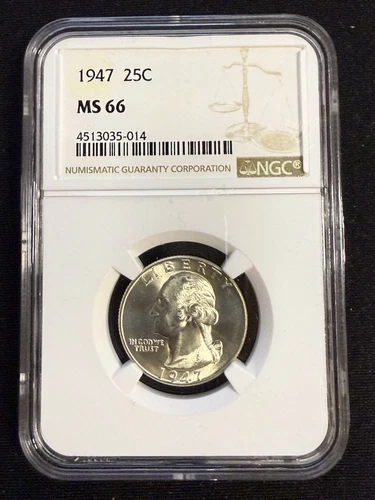 1947 25C
MS 66
4513035-014
NUMISMATIC GUARANTY CORPORATION NGC®
LIBERTY
IN GOD WE
TRUST
1947